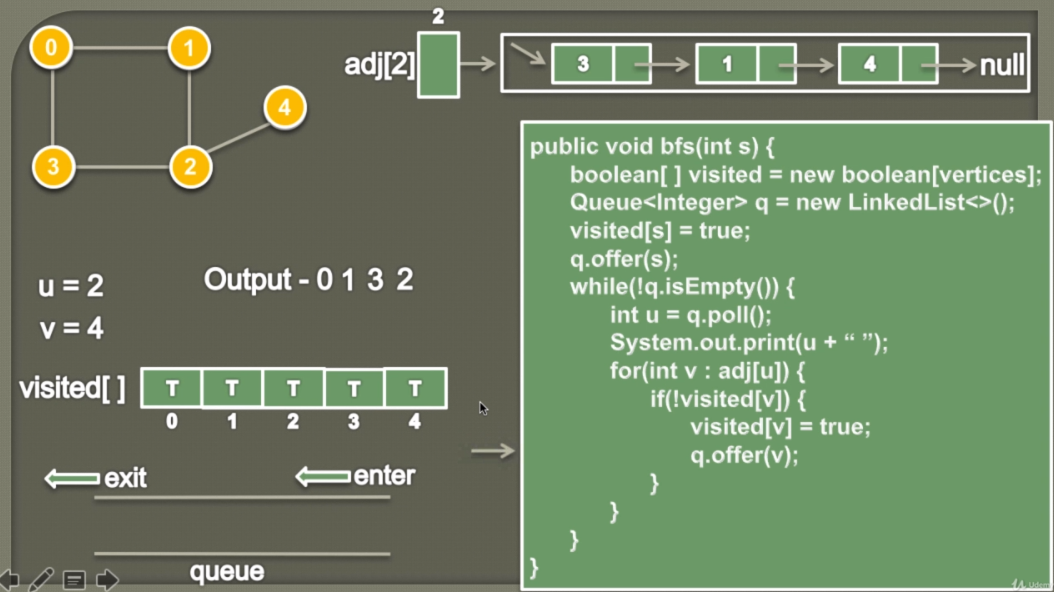 2
0
1
adj[2]
3
1
4
null
4
3
2
public void bfs(int s) {
boolean[ ] visited = new boolean[vertices];
Queue<Integer> q = new LinkedList<>();
visited[s] = true;
q.offer(s);
while(!q.isEmpty()) {
int u = q.poll();
System.out.print(u + “ ”);
for(int v : adj[u]) {
if(!visited[v]) {
visited[v] = true;
q.offer(v);
}
}
}
}
u = 2
Output - 0 1 3 2
v = 4
visited[ ]
T T T T T
0 1 2 3 4
exit
enter
queue
Udemy